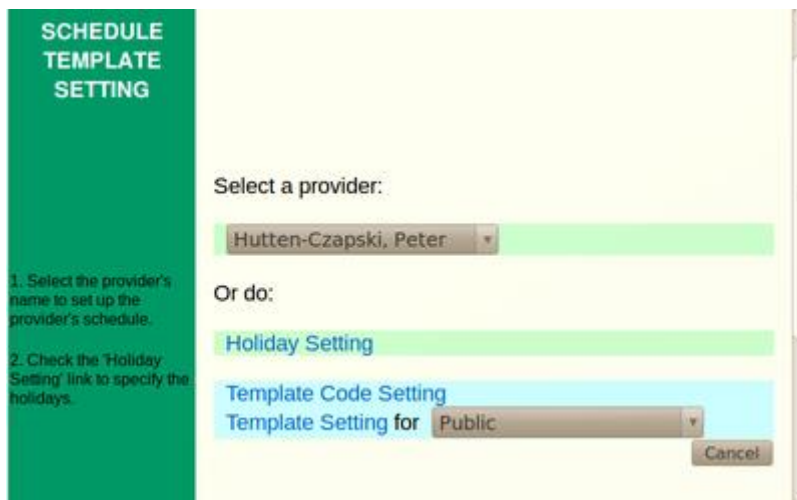 SCHEDULE
TEMPLATE
SETTING
1. Select the provider's
name to set up the
provider's schedule.
2. Check the 'Holiday
Setting' link to specify the
holidays.
Select a provider:
Hutten-Czapski, Peter
Or do:
Holiday Setting
Template Code Setting
Template Setting for Public
Cancel